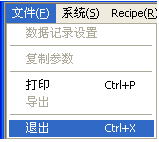 文件(F) 系统(S) Recipe(R)
数据记录设置
复制参数
打印 Ctrl+P
导出
退出 Ctrl+X